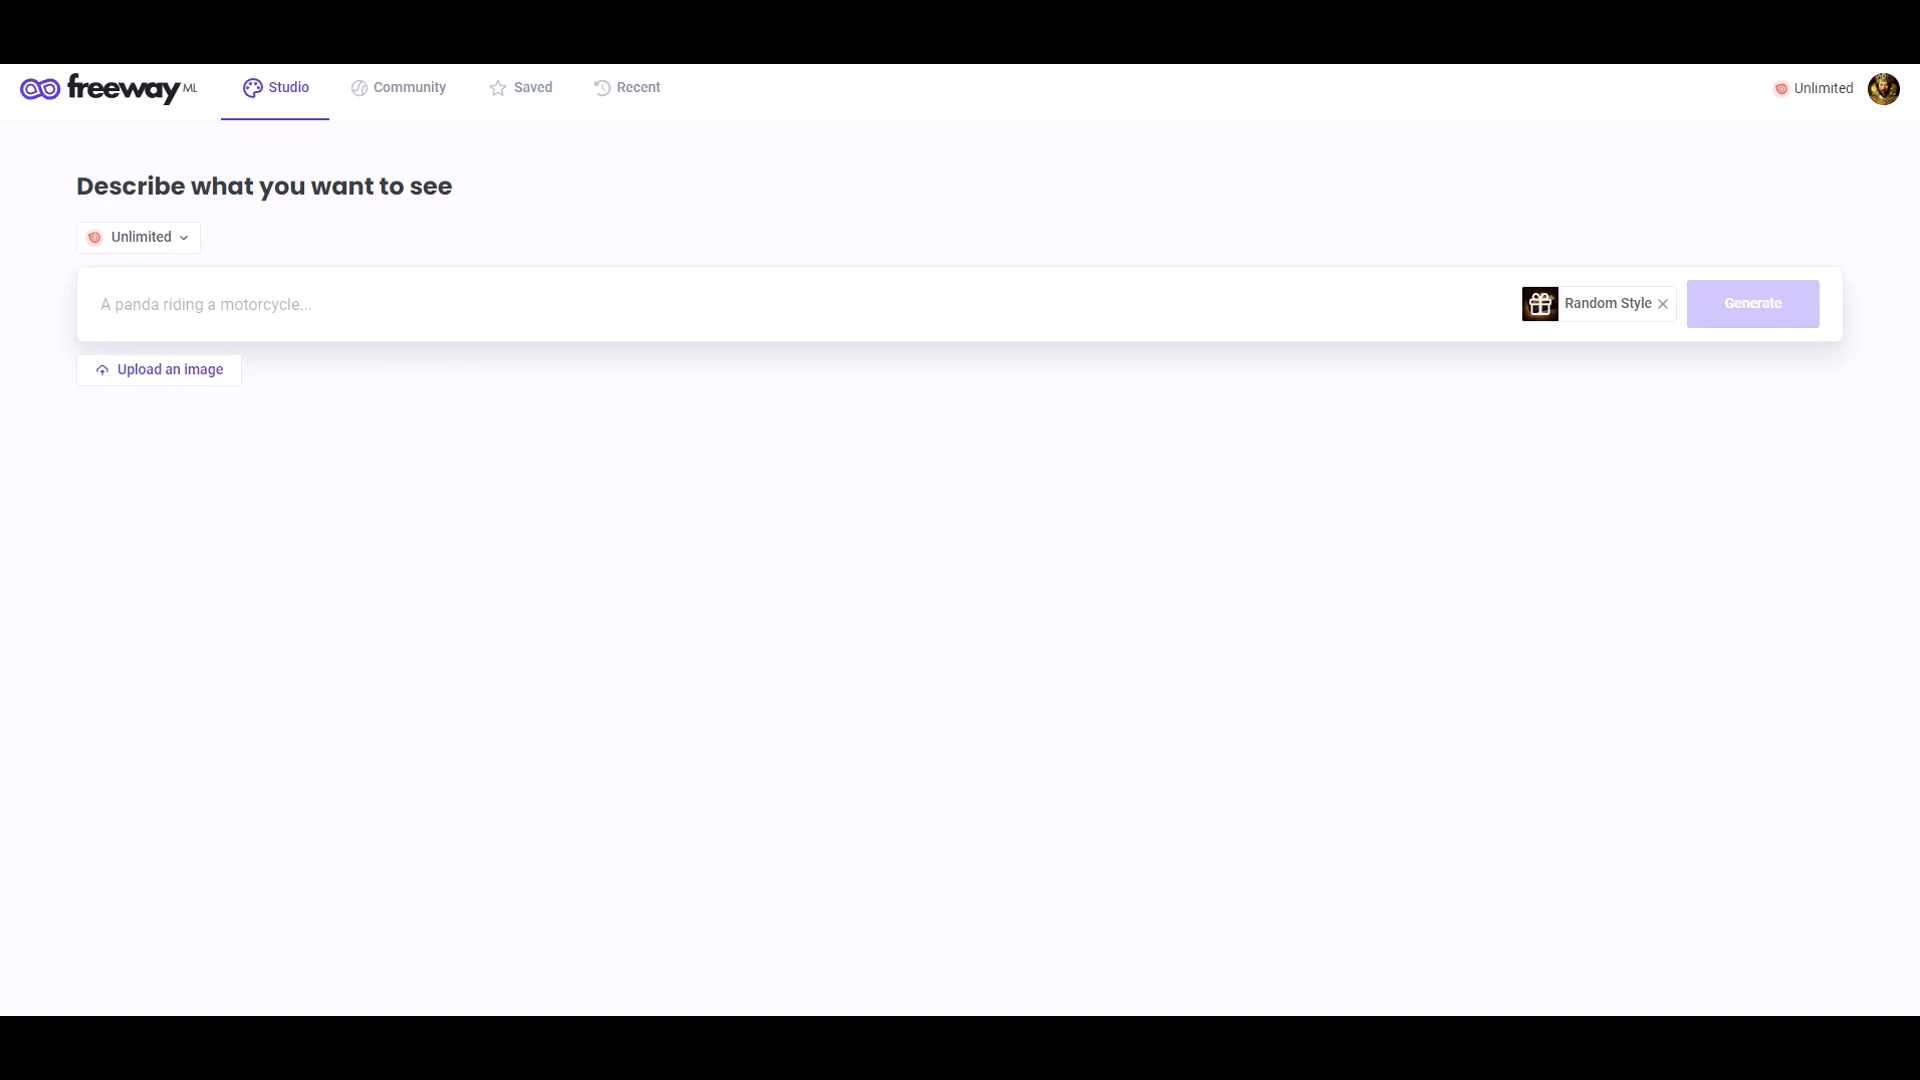 freeway ML Studio Community Saved Recent Unlimited
Describe what you want to see
Unlimited
A panda riding a motorcycle... Random Style Generate
Upload an image